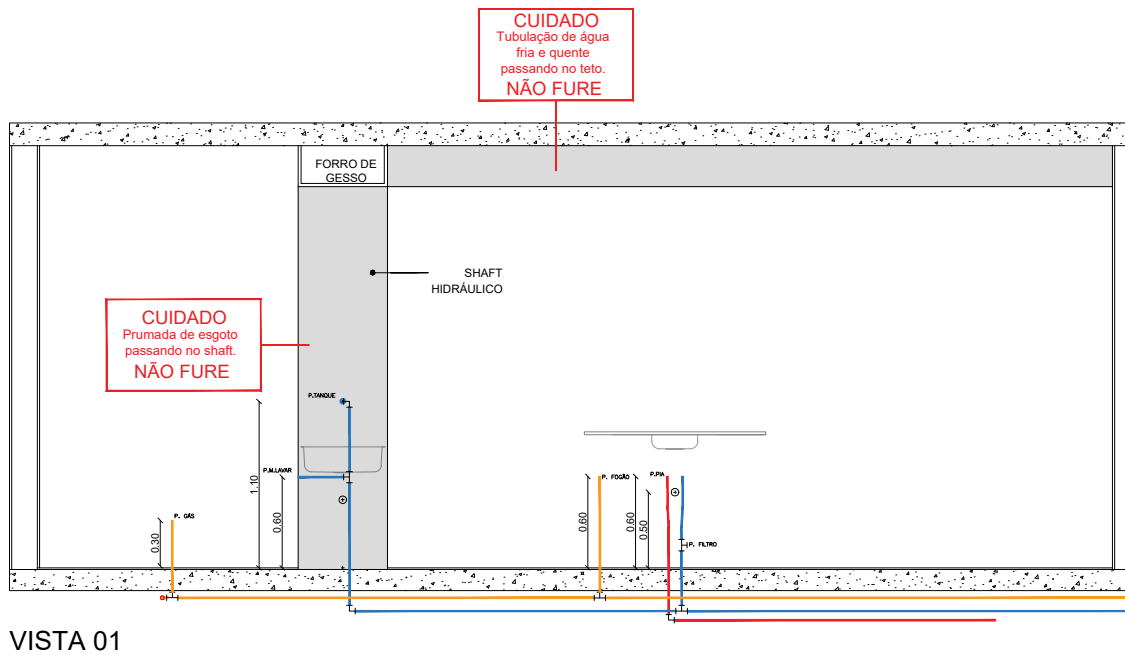 CUIDADO
Tubulação de água
fria e quente
passando no teto.
NÃO FURE
FORRO DE
GESSO
SHAFT
HIDRÁULICO
CUIDADO
Prumada de esgoto
passando no shaft.
NÃO FURE
P.TANQUE
P.M.LAVAR
1.10
0.60
P. GÁS
0.30
P. FOGÃO
P.PIA
0.60
0.60
0.50
P. FILTRO
VISTA 01